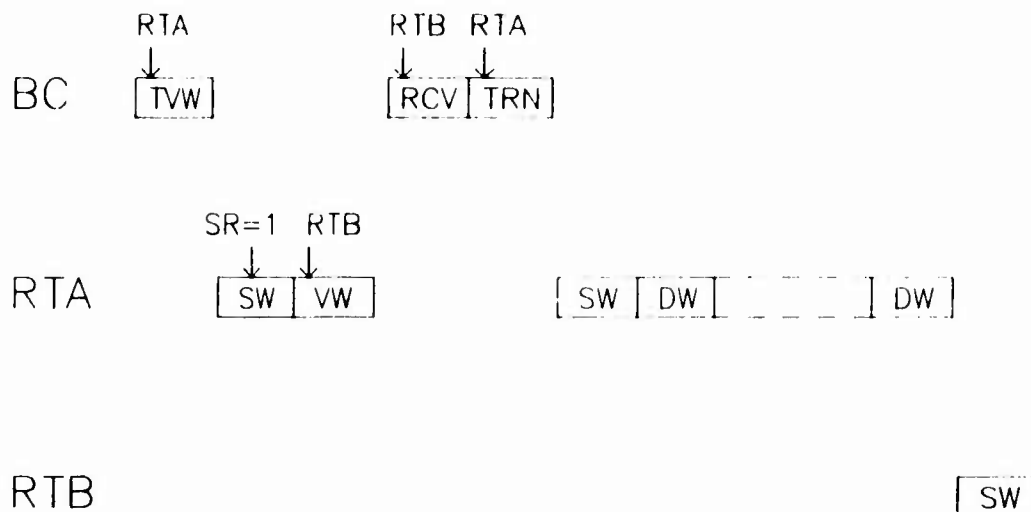 RTA RTB RTA
BC TVW RCV TRN
SR=1 RTB
RTA SW VW SW DW DW
RTB SW